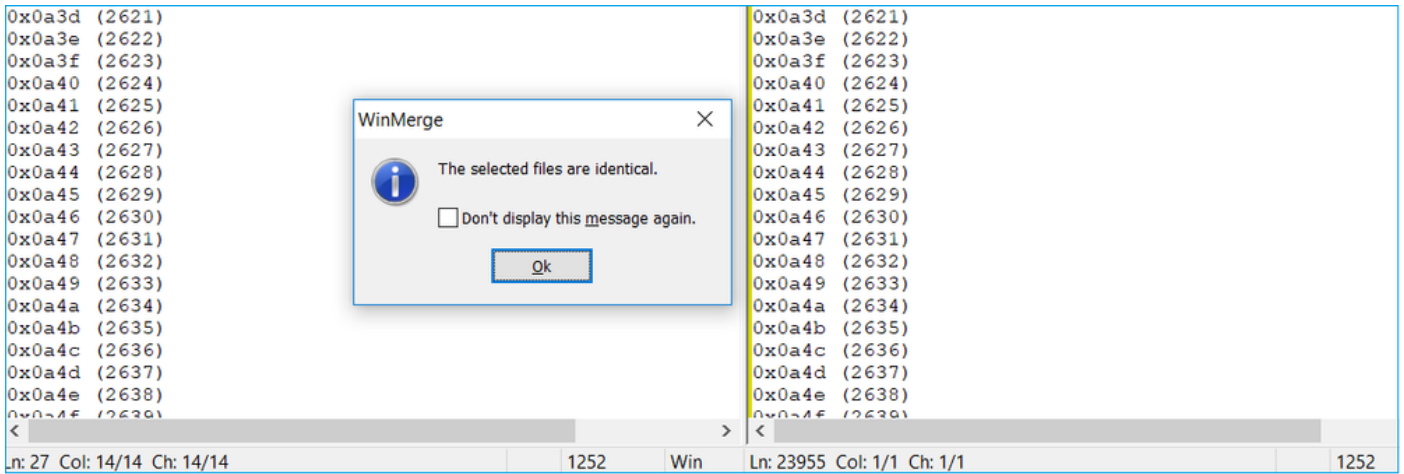 0x0a3d (2621)
0x0a3e (2622)
0x0a3f (2623)
0x0a40 (2624)
0x0a41 (2625)
0x0a42 (2626)
0x0a43 (2627)
0x0a44 (2628)
0x0a45 (2629)
0x0a46 (2630)
0x0a47 (2631)
0x0a48 (2632)
0x0a49 (2633)
0x0a4a (2634)
0x0a4b (2635)
0x0a4c (2636)
0x0a4d (2637)
0x0a4e (2638)
0x0a4f (2639)
Ln: 27 Col: 14/14 Ch: 14/14 1252 Win
WinMerge
The selected files are identical.
Don't display this message again.
Ok
0x0a3d (2621)
0x0a3e (2622)
0x0a3f (2623)
0x0a40 (2624)
0x0a41 (2625)
0x0a42 (2626)
0x0a43 (2627)
0x0a44 (2628)
0x0a45 (2629)
0x0a46 (2630)
0x0a47 (2631)
0x0a48 (2632)
0x0a49 (2633)
0x0a4a (2634)
0x0a4b (2635)
0x0a4c (2636)
0x0a4d (2637)
0x0a4e (2638)
0x0a4f (2639)
Ln: 23955 Col: 1/1 Ch: 1/1 1252